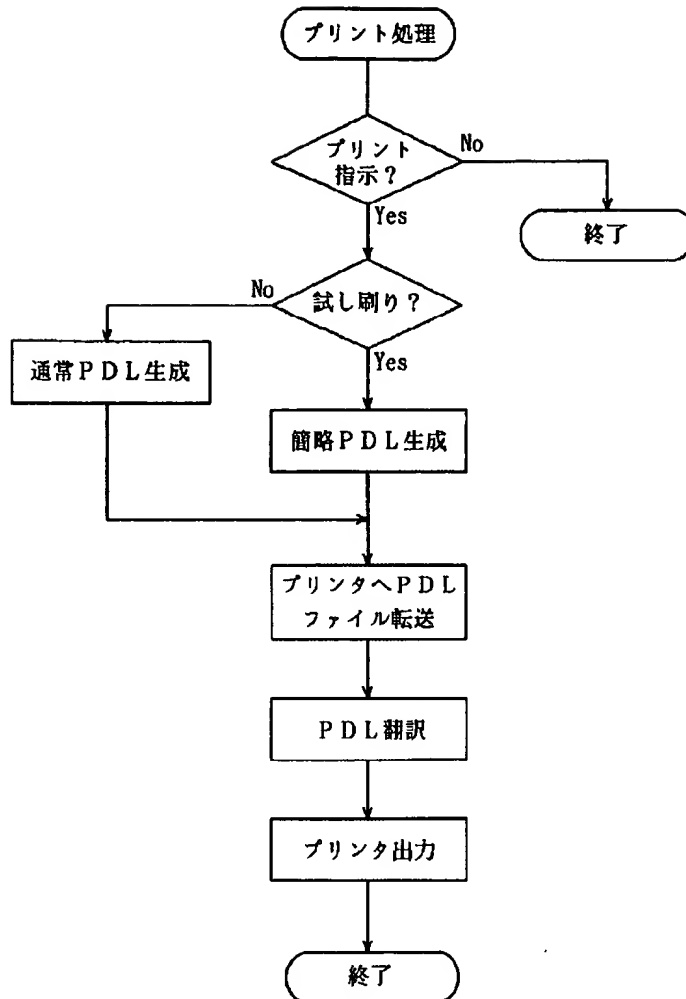 プリント処理
プリント
指示？
No
Yes
終了
試し刷り？
No
Yes
通常ＰＤＬ生成
簡略ＰＤＬ生成
プリンタへＰＤＬ
ファイル転送
ＰＤＬ翻訳
プリンタ出力
終了